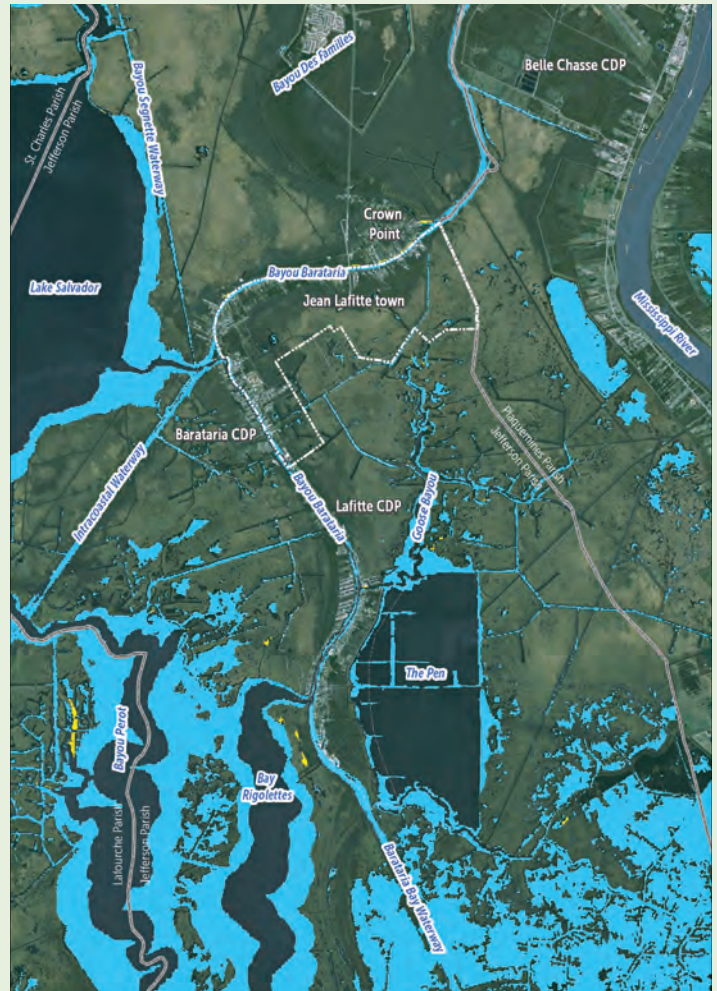 Bayou Des Familles
Belle Chasse CDP
St. Charles Parish
Jefferson Parish
Bayou Segnette Waterway
Crown
Point
Bayou Barataria
Lake Salvador
Jean Lafitte town
Mississippi River
Barataria CDP
Plaquemines Parish
Jefferson Parish
Intracoastal Waterway
Bayou Barataria
Lafitte CDP
Goose Bayou
The Pen
Bayou Perot
Bay
Rigolettes
Lafourche Parish
Jefferson Parish
Barataria Bay Waterway